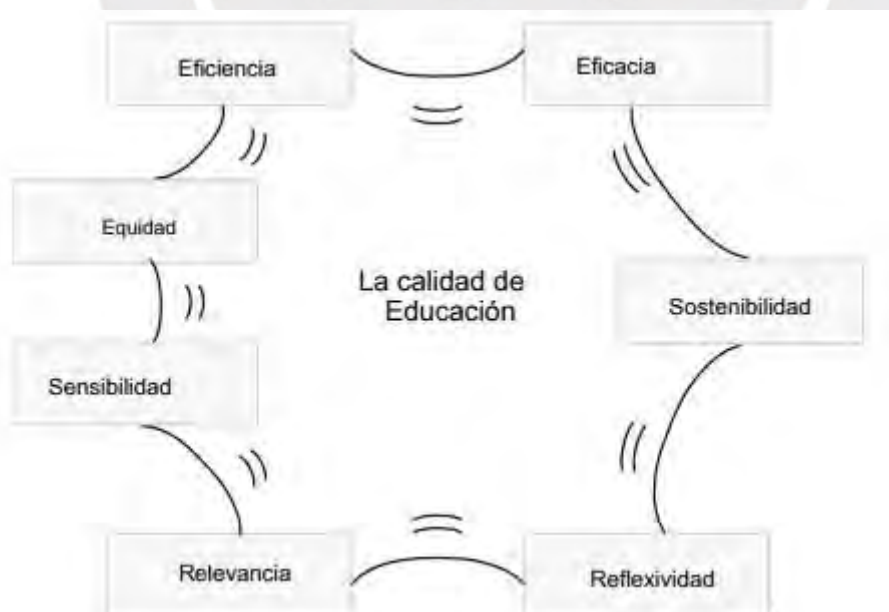 Eficiencia
Eficacia
Equidad
La calidad de
Educación
Sostenibilidad
Sensibilidad
Relevancia
Reflexividad